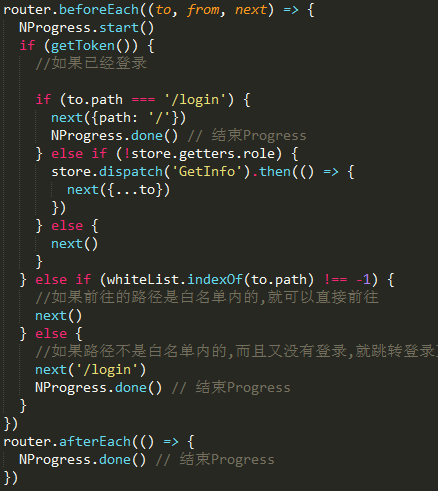 router.beforeEach((to, from, next) => {
  NProgress.start()
  if (getToken()) {
    //如果已经登录

    if (to.path === '/login') {
      next({path: '/'})
      NProgress.done() // 结束Progress
    } else if (!store.getters.role) {
      store.dispatch('GetInfo').then(() => {
        next({...to})
      })
    } else {
      next()
    }
  } else if (whiteList.indexOf(to.path) !== -1) {
    //如果前往的路径是白名单内的,就可以直接前往
    next()
  } else {
    //如果路径不是白名单内的,而且又没有登录,就跳转登录
    next('/login')
    NProgress.done() // 结束Progress
  }
})
router.afterEach(() => {
  NProgress.done() // 结束Progress
})